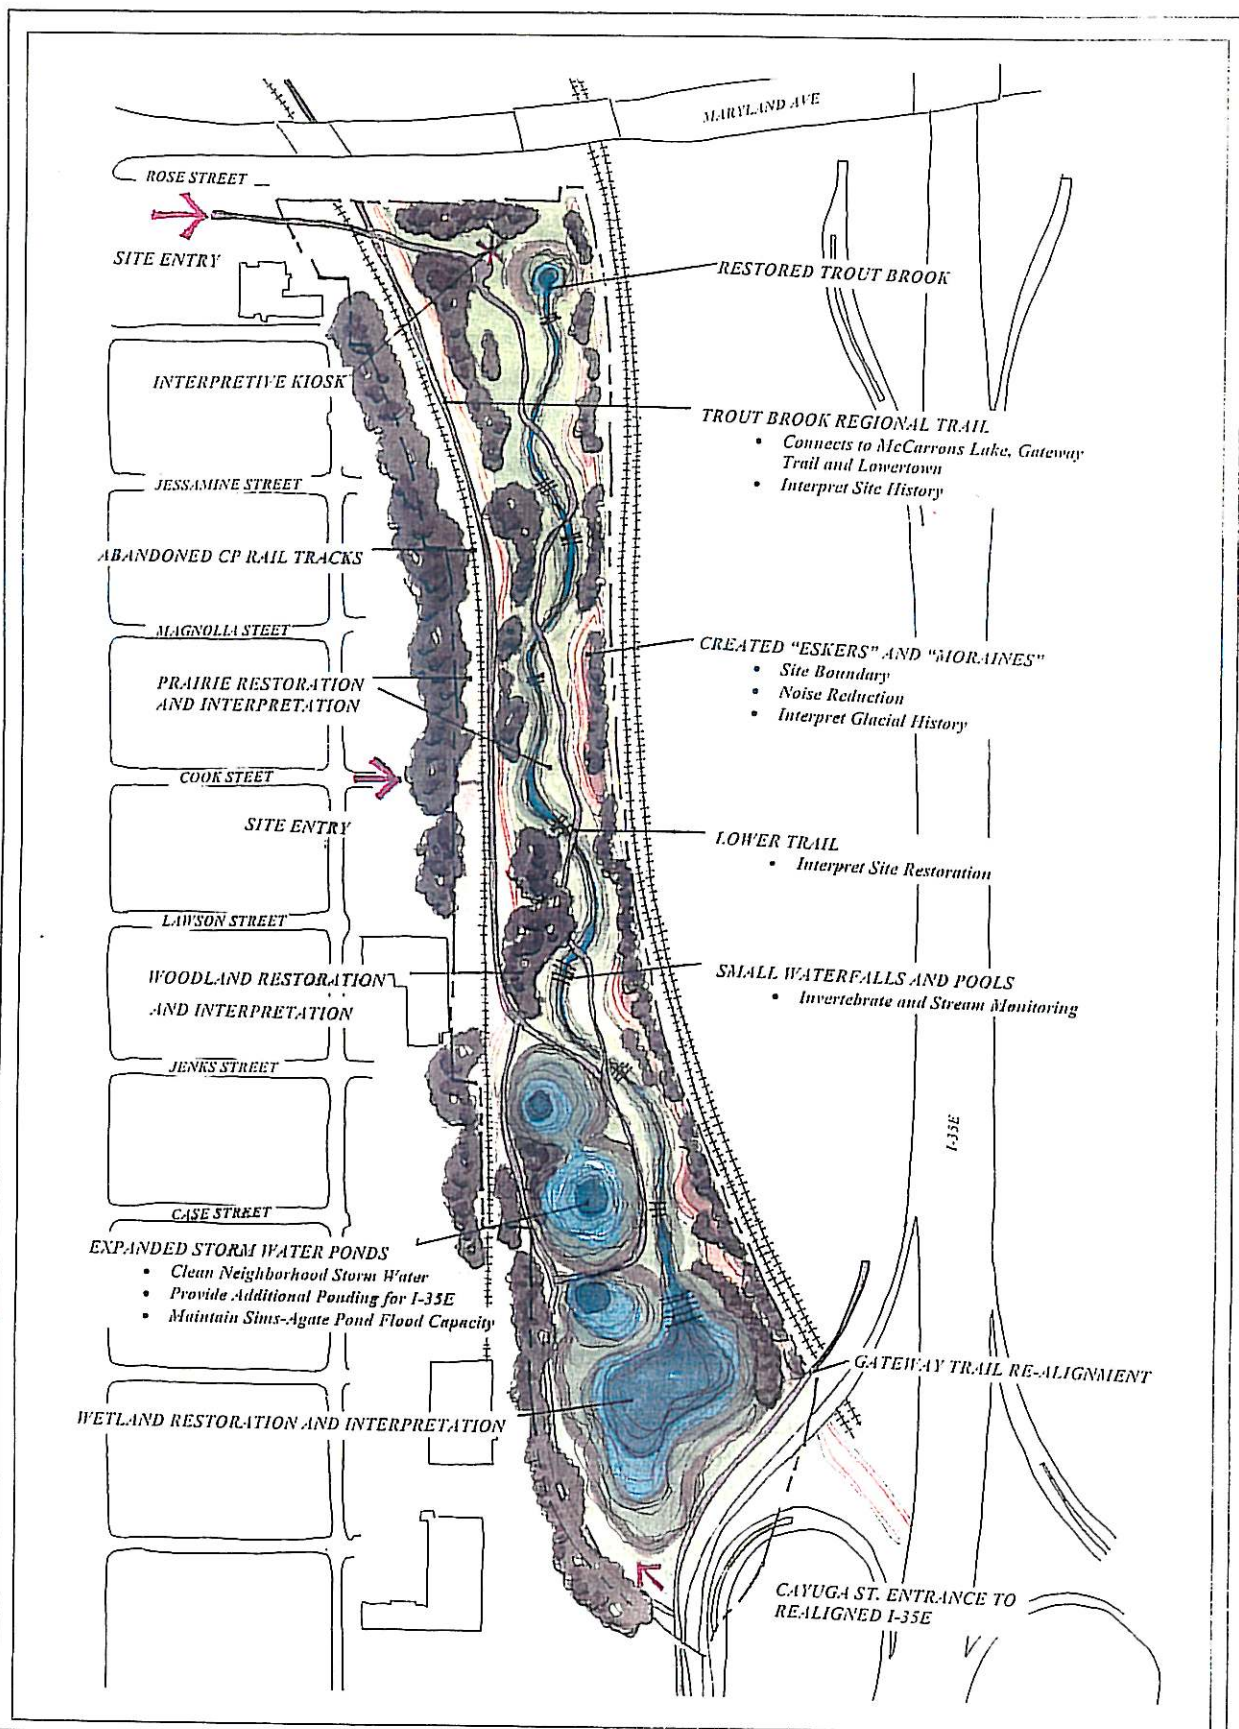 MARYLAND AVE
ROSE STREET
SITE ENTRY
RESTORED TROUT BROOK
INTERPRETIVE KIOSK
TROUT BROOK REGIONAL TRAIL
• Connects to McCarrons Lake, Gateway
Trail and Lowertown
• Interpret Site History
JESSAMINE STREET
ABANDONED CP RAIL TRACKS
MAGNOLIA STEET
CREATED "ESKERS" AND "MORAINES"
• Site Boundary
• Noise Reduction
• Interpret Glacial History
PRAIRIE RESTORATION
AND INTERPRETATION
COOK STREET
SITE ENTRY
LOWER TRAIL
• Interpret Site Restoration
LAWSON STREET
WOODLAND RESTORATION
AND INTERPRETATION
SMALL WATERFALLS AND POOLS
• Invertebrate and Stream Monitoring
JENKS STREET
I-35E
CASE STREET
EXPANDED STORM WATER PONDS
• Clean Neighborhood Storm Water
• Provide Additional Ponding for I-35E
• Maintain Sims-Agate Pond Flood Capacity
GATEWAY TRAIL RE-ALIGNMENT
WETLAND RESTORATION AND INTERPRETATION
CAYUGA ST. ENTRANCE TO
REALIGNED I-35E